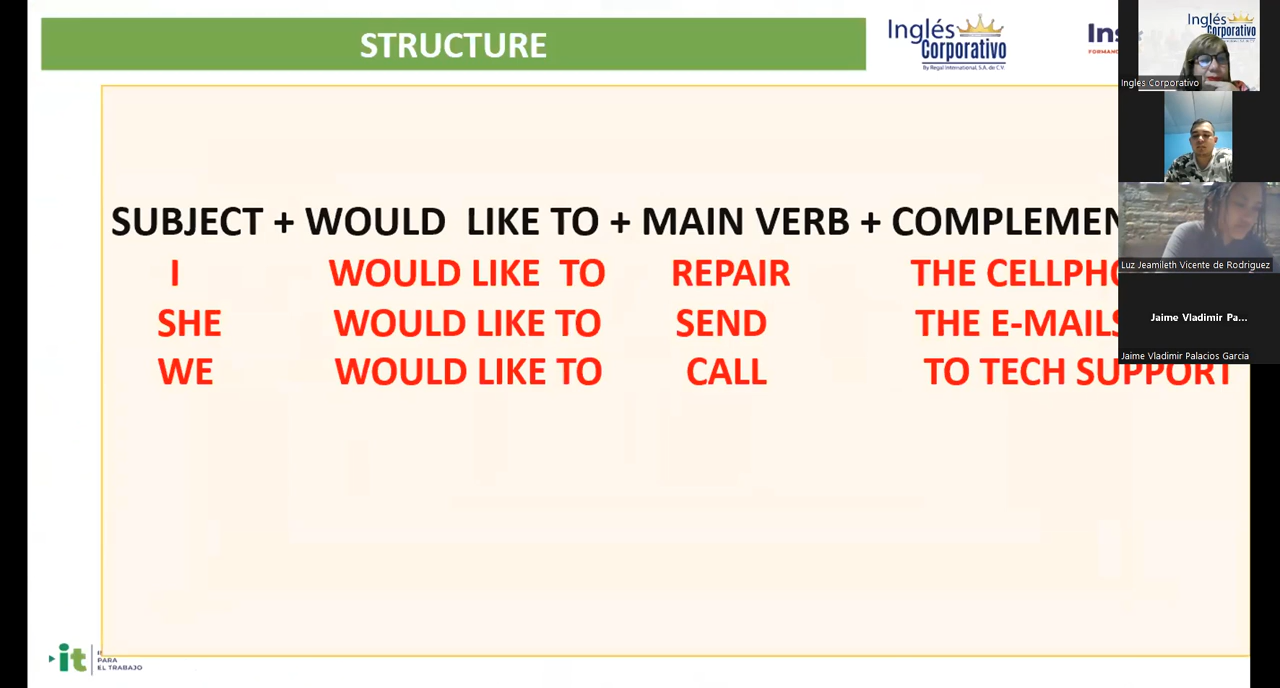 STRUCTURE
Inglés
Corporativo
By Regal International, S.A. de C.V.
SUBJECT + WOULD LIKE TO + MAIN VERB + COMPLEMEN
I WOULD LIKE TO REPAIR THE CELLPHO
SHE WOULD LIKE TO SEND THE E-MAILS
WE WOULD LIKE TO CALL TO TECH SUPPORT
it
PARA
EL TRABAJO
Inglés
Corporativo
Ingles Corporativo
Luz Jeamileth Vicente de Rodriguez
Jaime Vladimir Pa...
Jaime Vladimir Palacios Garcia